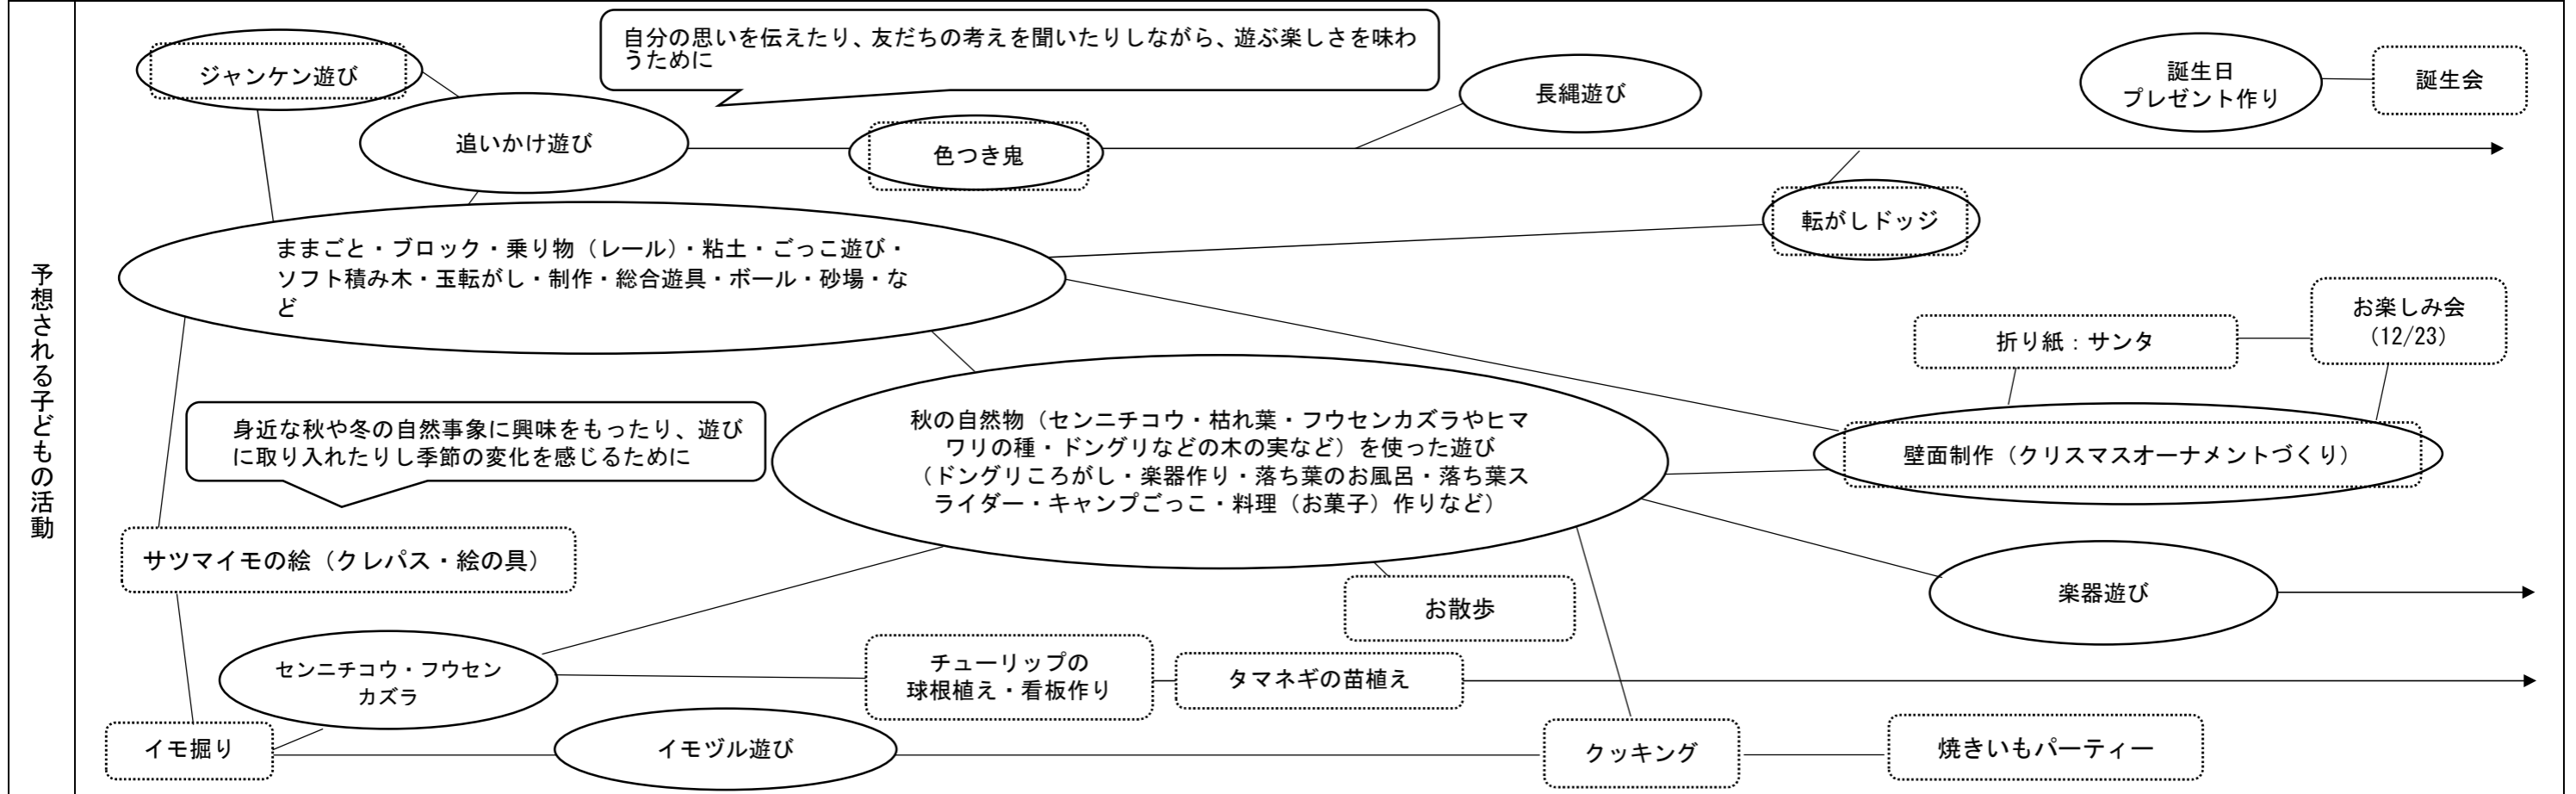 予想される子どもの活動
ジャンケン遊び
追いかけ遊び
自分の思いを伝えたり、友だちの考えを聞いたりしながら、遊ぶ楽しさを味わ
うために
色つき鬼
長縄遊び
誕生日
プレゼント作り
誕生会
転がしドッジ
ままごと・ブロック・乗り物（レール）・粘土・ごっこ遊び・
ソフト積み木・玉転がし・制作・総合遊具・ボール・砂場・な
ど
お楽しみ会
（12/23）
折り紙：サンタ
身近な秋や冬の自然事象に興味をもったり、遊び
に取り入れたりし季節の変化を感じるために
秋の自然物（センニチコウ・枯れ葉・フウセンカズラやヒマ
ワリの種・ドングリなどの木の実など）を使った遊び
（ドングリころがし・楽器作り・落ち葉のお風呂・落ち葉ス
ライダー・キャンプごっこ・料理（お菓子）作りなど）
壁面制作（クリスマスオーナメントづくり）
サツマイモの絵（クレパス・絵の具）
お散歩
楽器遊び
センニチコウ・フウセン
カズラ
チューリップの
球根植え・看板作り
タマネギの苗植え
イモ掘り
イモヅル遊び
クッキング
焼きいもパーティー